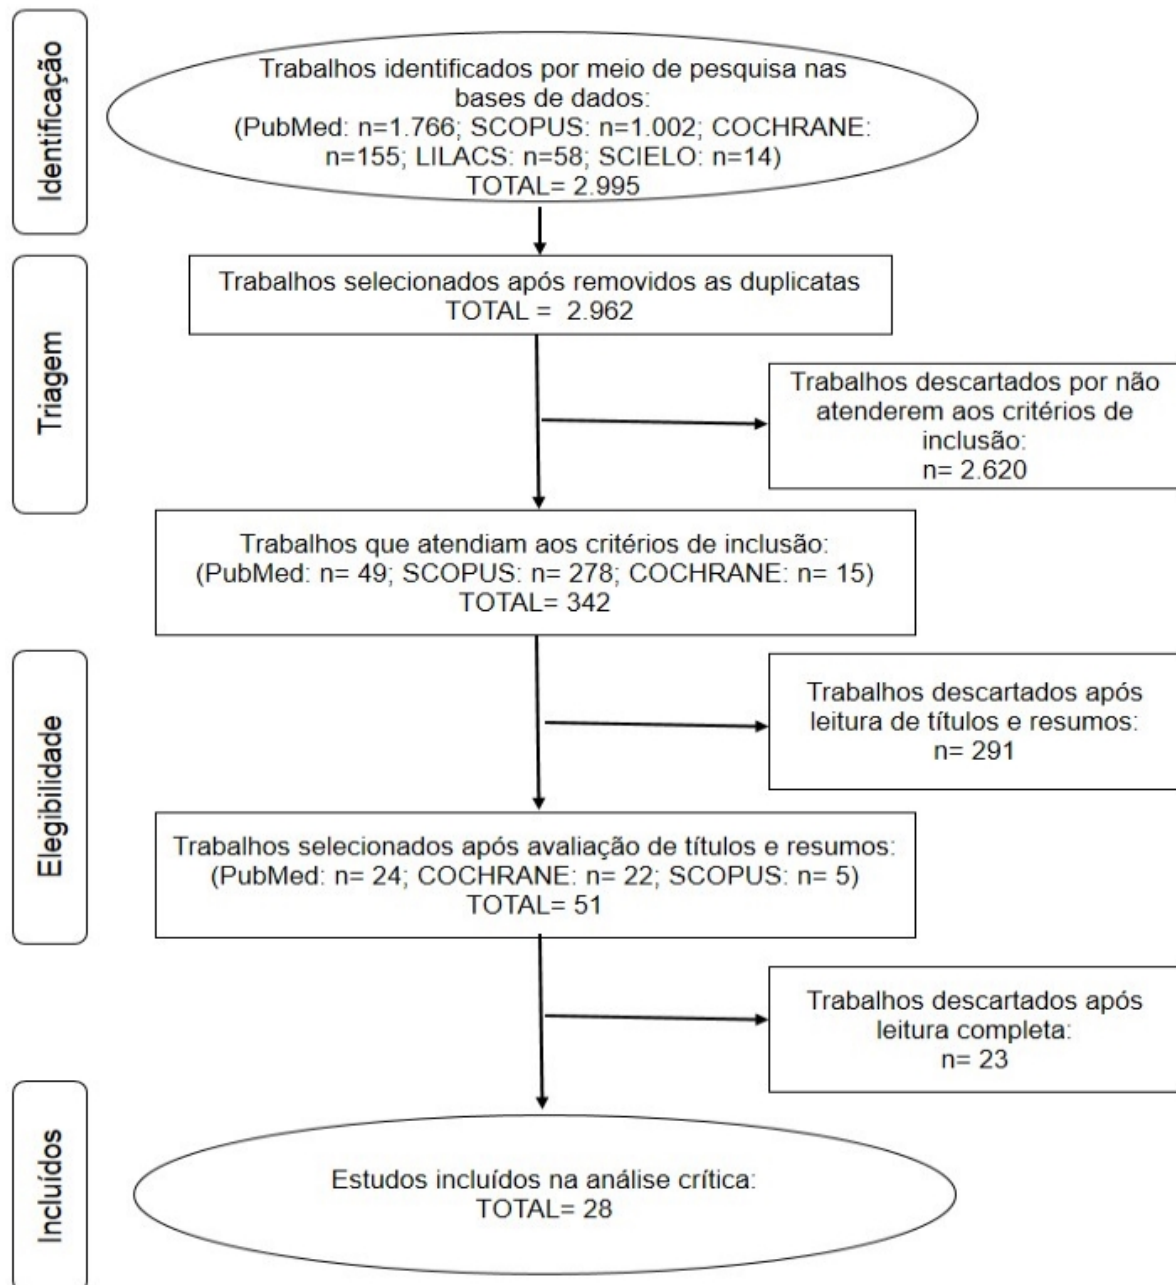 Identificação
Trabalhos identificados por meio de pesquisa nas
bases de dados:
(PubMed: n=1.766; SCOPUS: n=1.002; COCHRANE:
n=155; LILACS: n=58; SCIELO: n=14)
TOTAL= 2.995
Triagem
Trabalhos selecionados após removidos as duplicatas
TOTAL = 2.962
Trabalhos descartados por não
atenderem aos critérios de
inclusão:
n= 2.620
Trabalhos que atendiam aos critérios de inclusão:
(PubMed: n= 49; SCOPUS: n= 278; COCHRANE: n= 15)
TOTAL= 342
Elegibilidade
Trabalhos descartados após
leitura de títulos e resumos:
n= 291
Trabalhos selecionados após avaliação de títulos e resumos:
(PubMed: n= 24; COCHRANE: n= 22; SCOPUS: n= 5)
TOTAL= 51
Trabalhos descartados após
leitura completa:
n= 23
Incluídos
Estudos incluídos na análise crítica:
TOTAL= 28